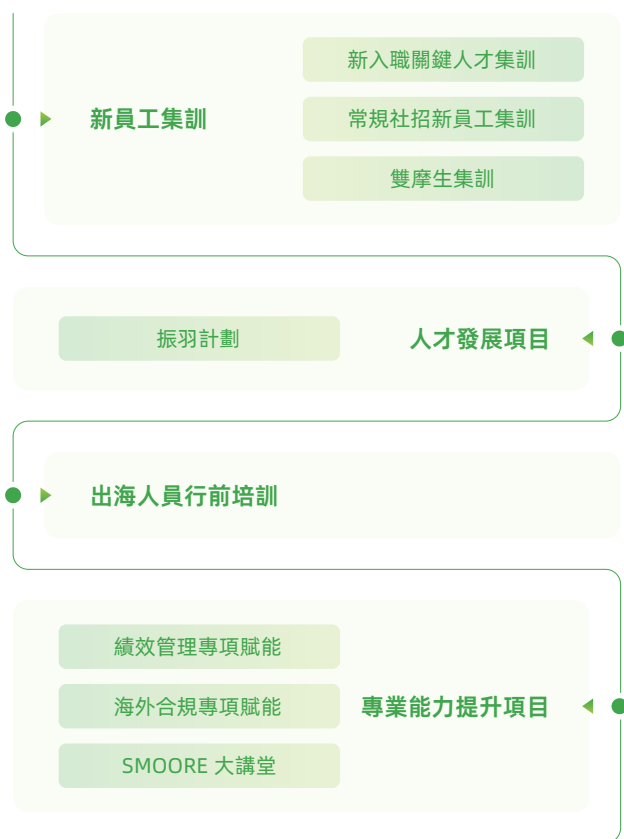 新員工集訓
新入職關鍵人才集訓
常規社招新員工集訓
雙摩生集訓
振羽計劃
人才發展項目
出海人員行前培訓
績效管理專項賦能
海外合規專項賦能
SMOORE 大講堂
專業能力提升項目